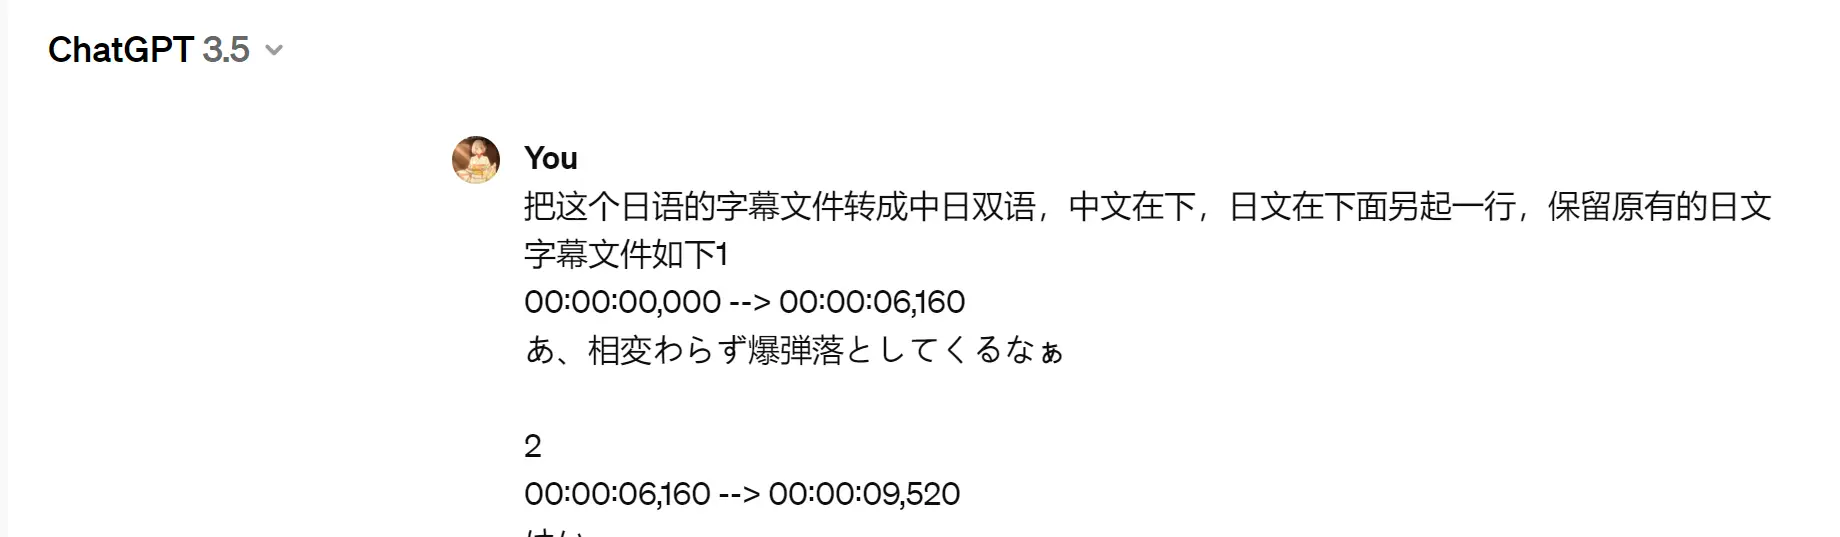 ChatGPT 3.5
You
把这个日语的字幕文件转成中日双语，中文在下，日文在下面另起一行，保留原有的日文
字幕文件如下1
00:00:00,000 --> 00:00:06,160
あ、相変わらず爆弾落としてくるなぁ
2
00:00:06,160 --> 00:00:09,520